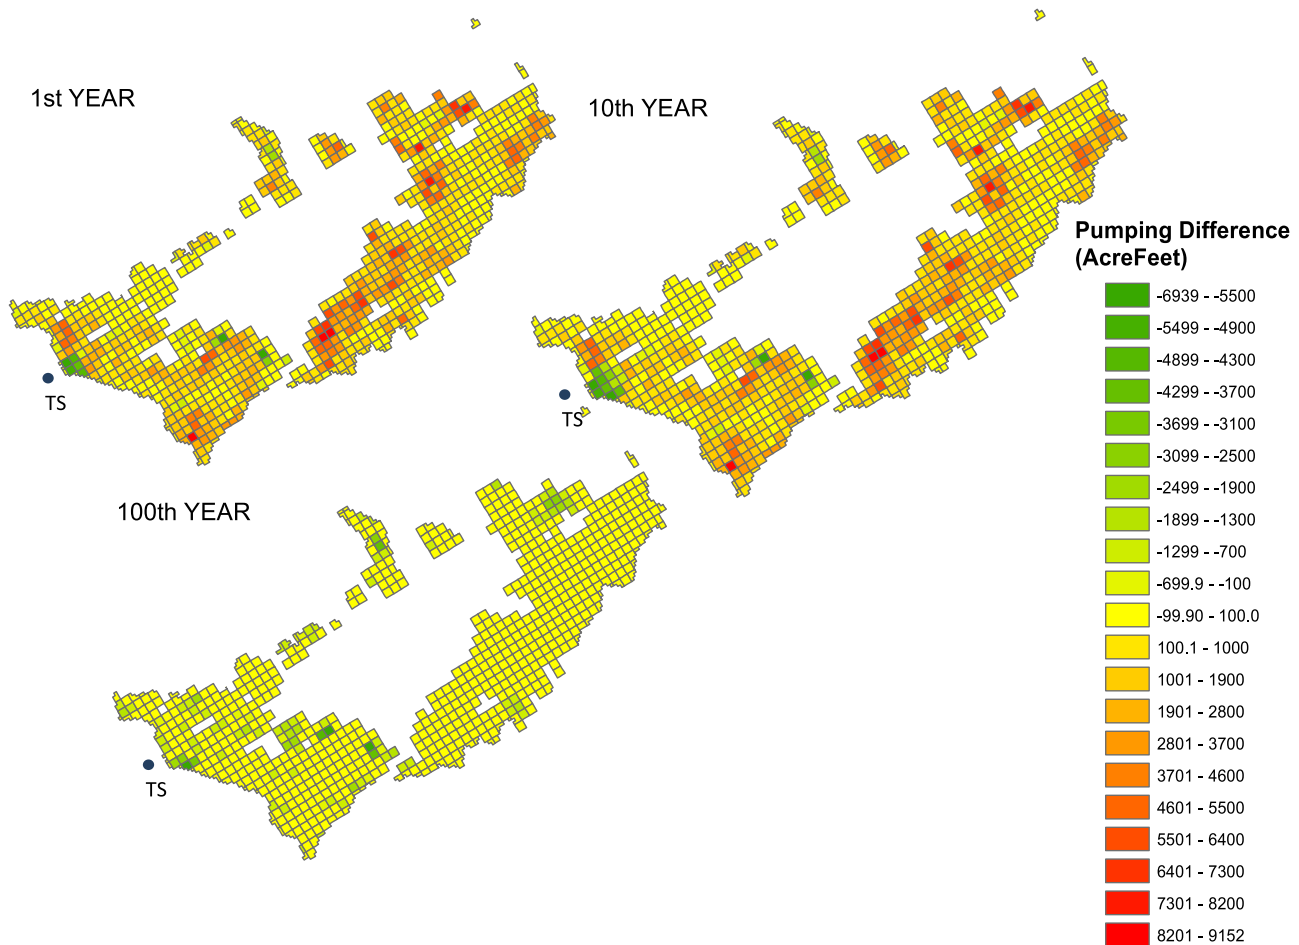 1st YEAR
10th YEAR
TS
TS
100th YEAR
TS
Pumping Difference
(AcreFeet)
-6939 - -5500
-5499 - -4900
-4899 - -4300
-4299 - -3700
-3699 - -3100
-3099 - -2500
-2499 - -1900
-1899 - -1300
-1299 - -700
-699.9 - -100
-99.90 - 100.0
100.1 - 1000
1001 - 1900
1901 - 2800
2801 - 3700
3701 - 4600
4601 - 5500
5501 - 6400
6401 - 7300
7301 - 8200
8201 - 9152